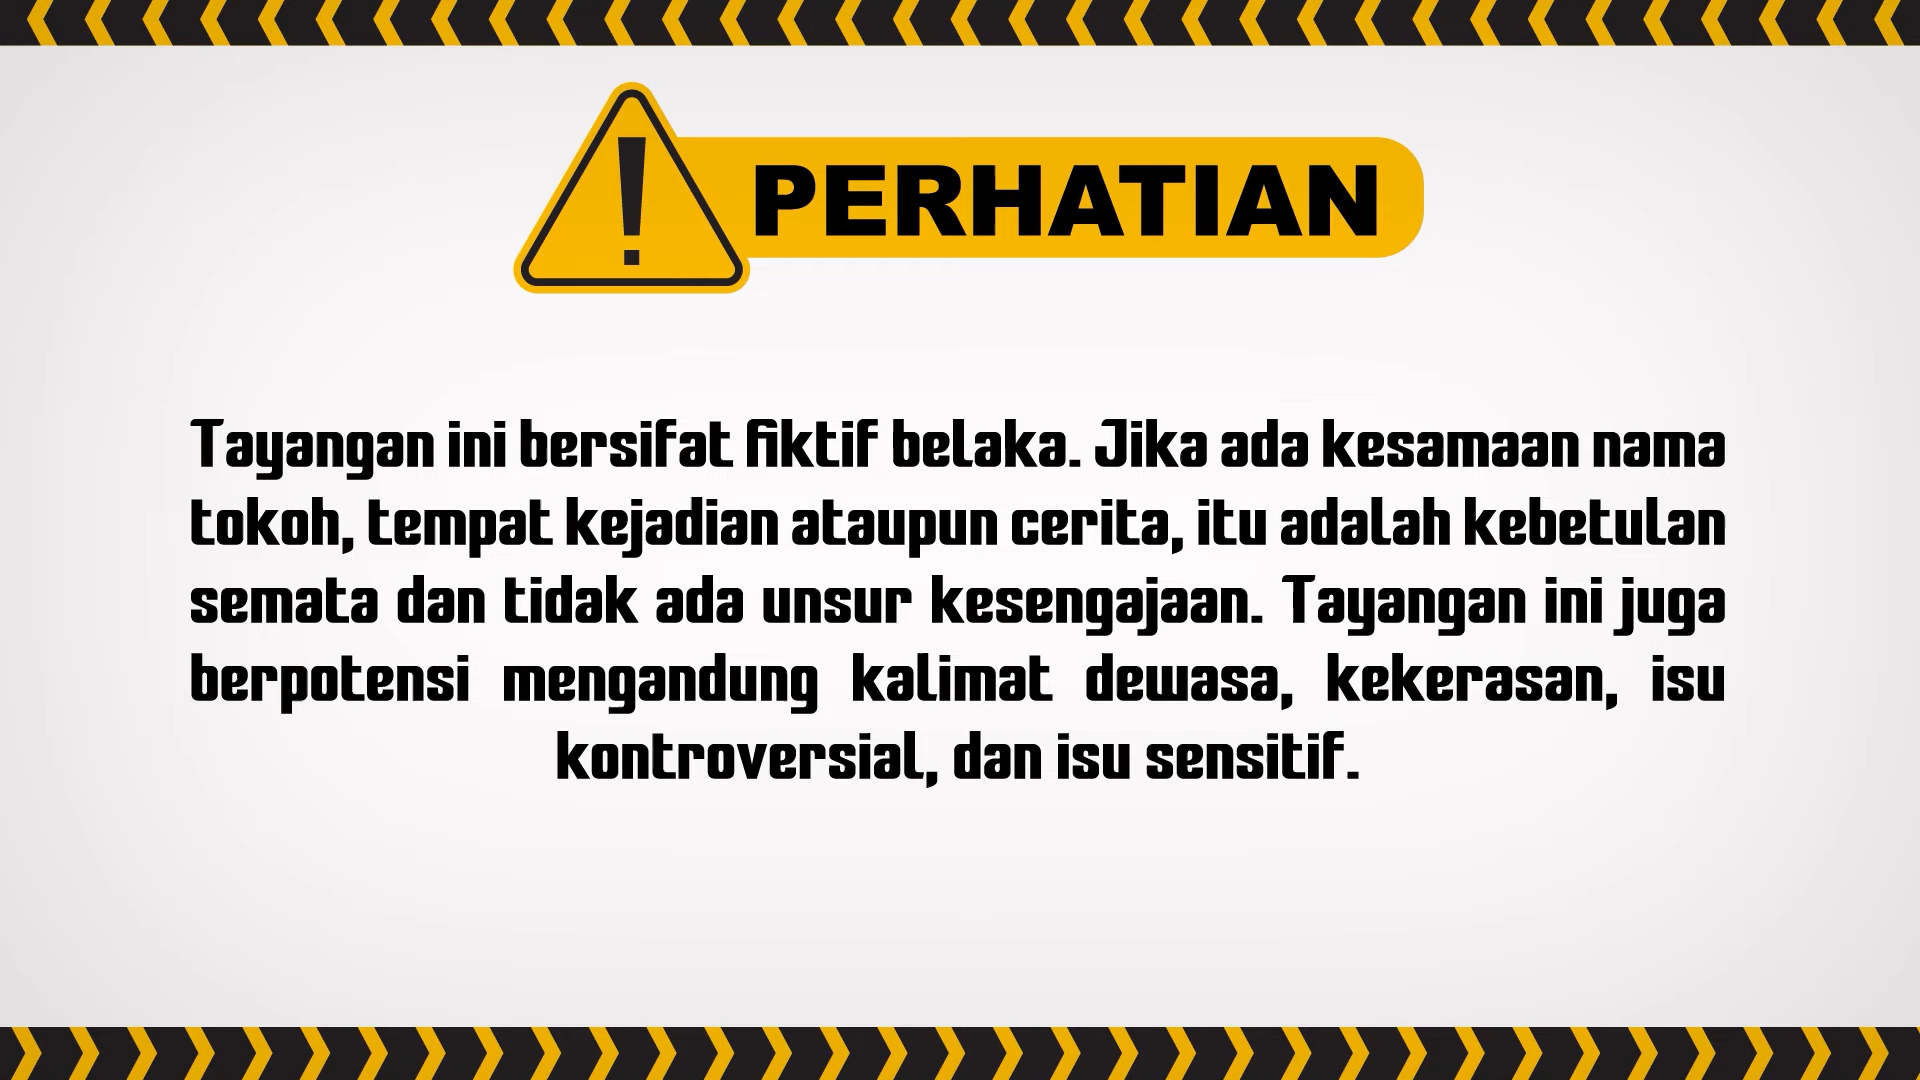 PERHATIAN
Tayangan ini bersifat fiktif belaka. Jika ada kesamaan nama
tokoh, tempat kejadian ataupun cerita, itu adalah kebetulan
semata dan tidak ada unsur kesengajaan. Tayangan ini juga
berpotensi mengandung kalimat dewasa, kekerasan, isu
kontroversial, dan isu sensitif.